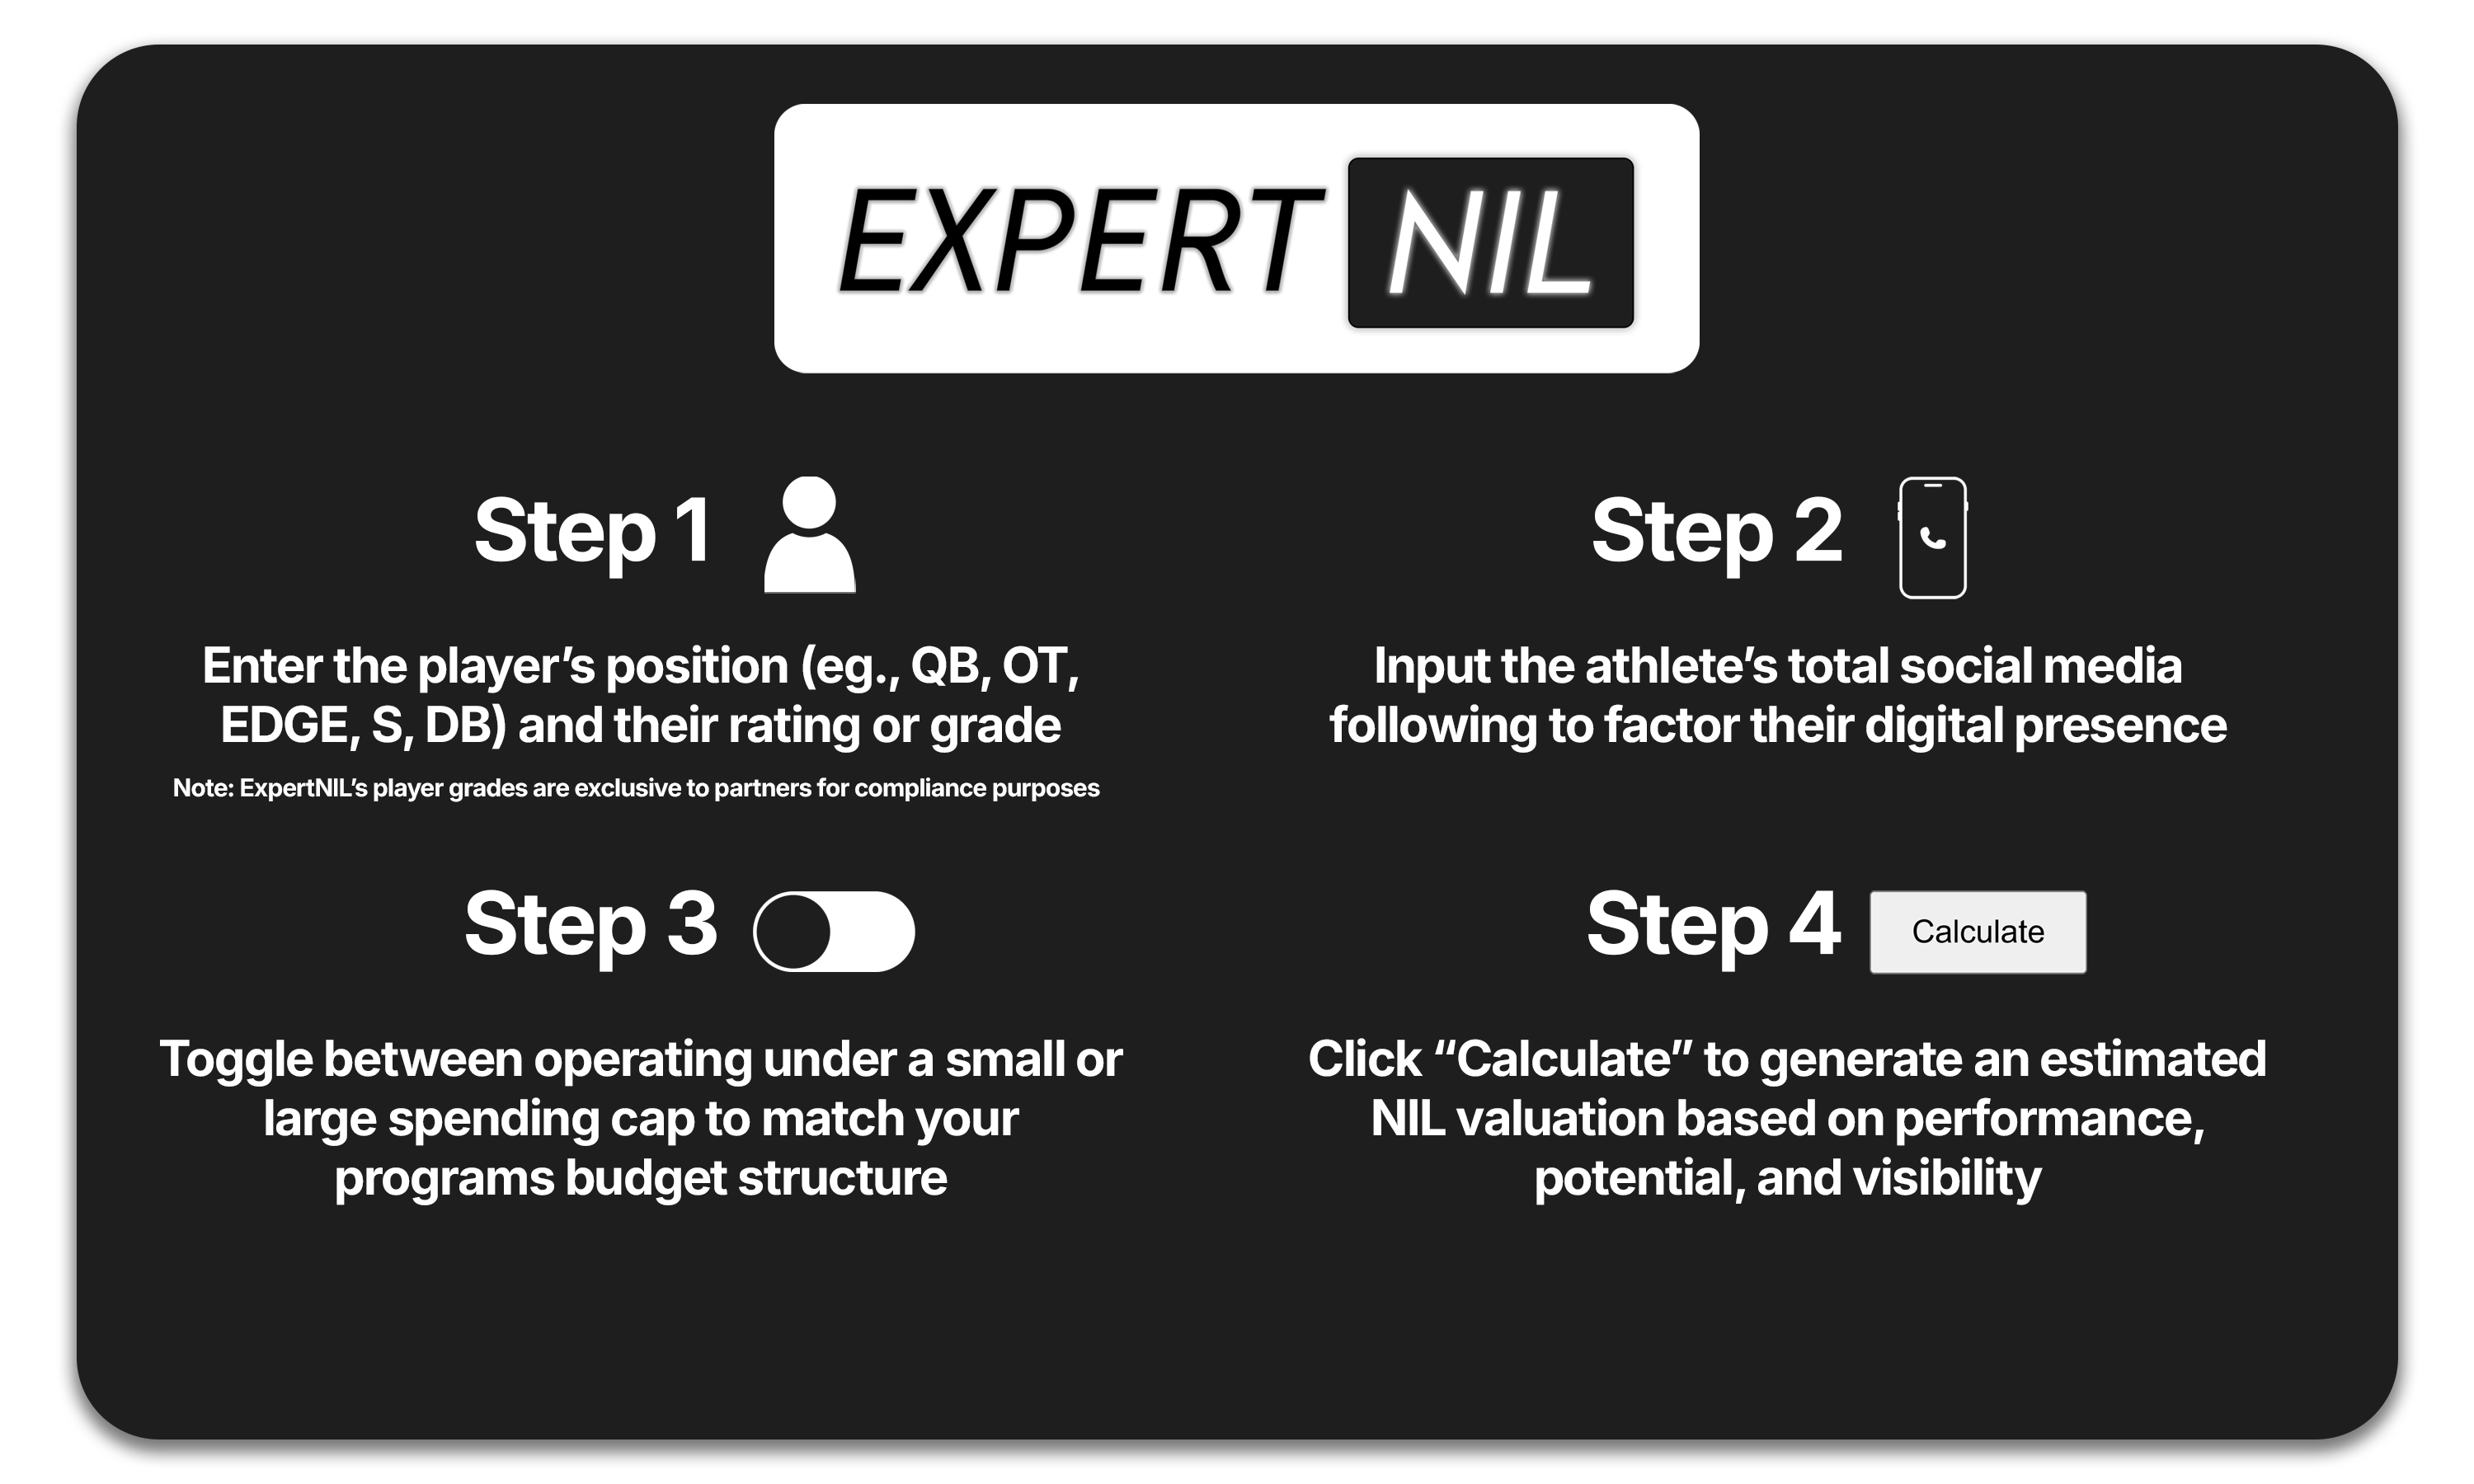 EXPERT NIL
Step 1
Enter the player’s position (eg., QB, OT,
EDGE, S, DB) and their rating or grade
Note: ExpertNIL’s player grades are exclusive to partners for compliance purposes
Step 2
Input the athlete’s total social media
following to factor their digital presence
Step 3
Toggle between operating under a small or
large spending cap to match your
programs budget structure
Step 4
Calculate
Click “Calculate” to generate an estimated
NIL valuation based on performance,
potential, and visibility